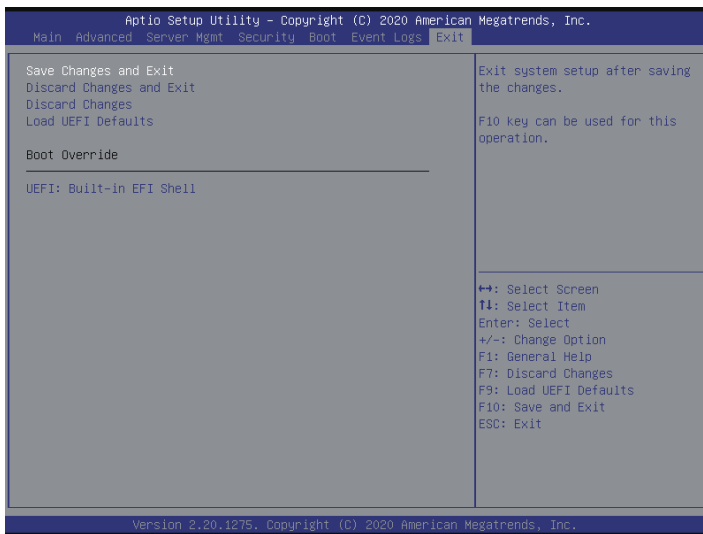 Aptio Setup Utility – Copyright (C) 2020 American Megatrends, Inc.
Main Advanced Server Mgmt Security Boot Event Logs Exit
Save Changes and Exit
Discard Changes and Exit
Discard Changes
Load UEFI Defaults
Boot Override
UEFI: Built-in EFI Shell
Exit system setup after saving
the changes.
F10 key can be used for this
operation.
↔: Select Screen
↑↓: Select Item
Enter: Select
+/-: Change Option
F1: General Help
F7: Discard Changes
F9: Load UEFI Defaults
F10: Save and Exit
ESC: Exit
Version 2.20.1275. Copyright (C) 2020 American Megatrends, Inc.